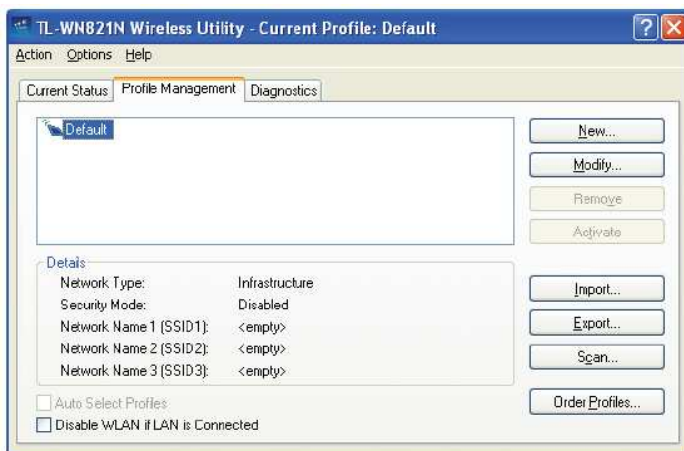 TL-WN821N Wireless Utility - Current Profile: Default
Action Options Help
Current Status Profile Management Diagnostics
Default
New...
Modify...
Remove
Activate
Details
Network Type: Infrastructure
Security Mode: Disabled
Network Name 1 (SSID1): <empty>
Network Name 2 (SSID2): <empty>
Network Name 3 (SSID3): <empty>
Import...
Export...
Scan...
Auto Select Profiles
Order Profiles...
Disable WLAN if LAN is Connected